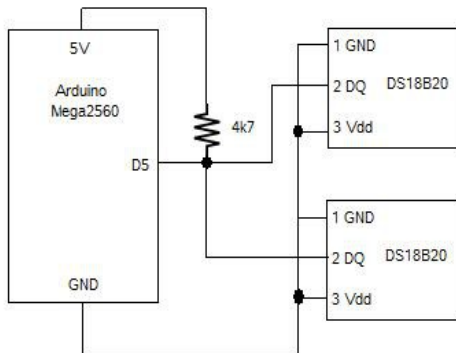 5V
Arduino
Mega2560
D5
GND
4k7
1 GND
2 DQ DS18B20
3 Vdd
1 GND
2 DQ DS18B20
3 Vdd